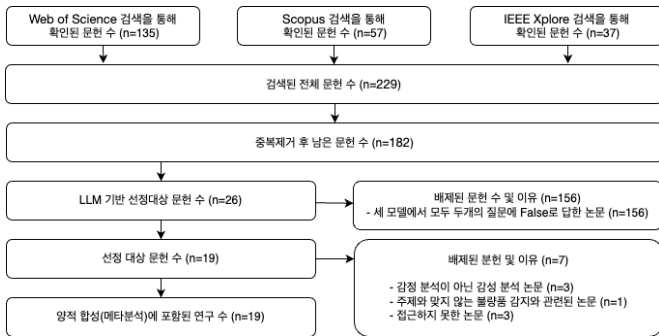 Web of Science 검색을 통해
확인된 문헌 수 (n=135)
Scopus 검색을 통해
확인된 문헌 수 (n=57)
IEEE Xplore 검색을 통해
확인된 문헌 수 (n=37)
검색된 전체 문헌 수 (n=229)
중복제거 후 남은 문헌 수 (n=182)
LLM 기반 선정대상 문헌 수 (n=26)
배제된 문헌 수 및 이유 (n=156)
- 세 모델에서 모두 두개의 질문에 False로 답한 논문 (n=156)
선정 대상 문헌 수 (n=19)
배제된 분헌 및 이유 (n=7)
- 감정 분석이 아닌 감성 분석 논문 (n=3)
- 주제와 맞지 않는 불량품 감지와 관련된 논문 (n=1)
- 접근하지 못한 논문 (n=3)
양적 합성(메타분석)에 포함된 연구 수 (n=19)